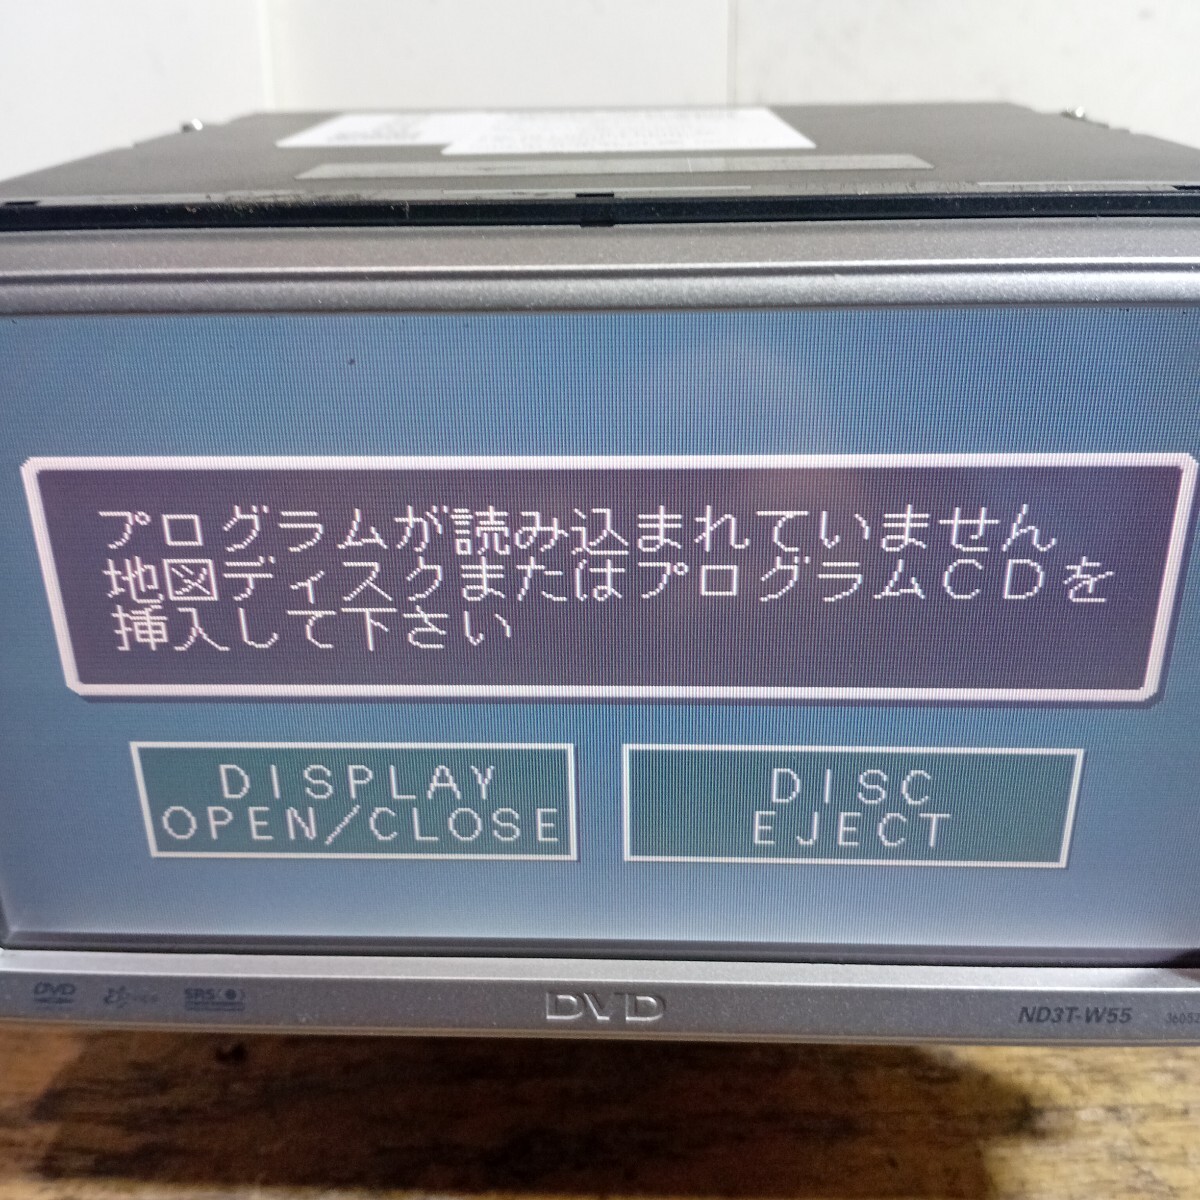 プログラムが読み込まれていません
地図ディスクまたはプログラムCDを
挿入して下さい
DISPLAY
OPEN/CLOSE
DISC
EJECT
DVD
SRS
DVD
ND3T-W55